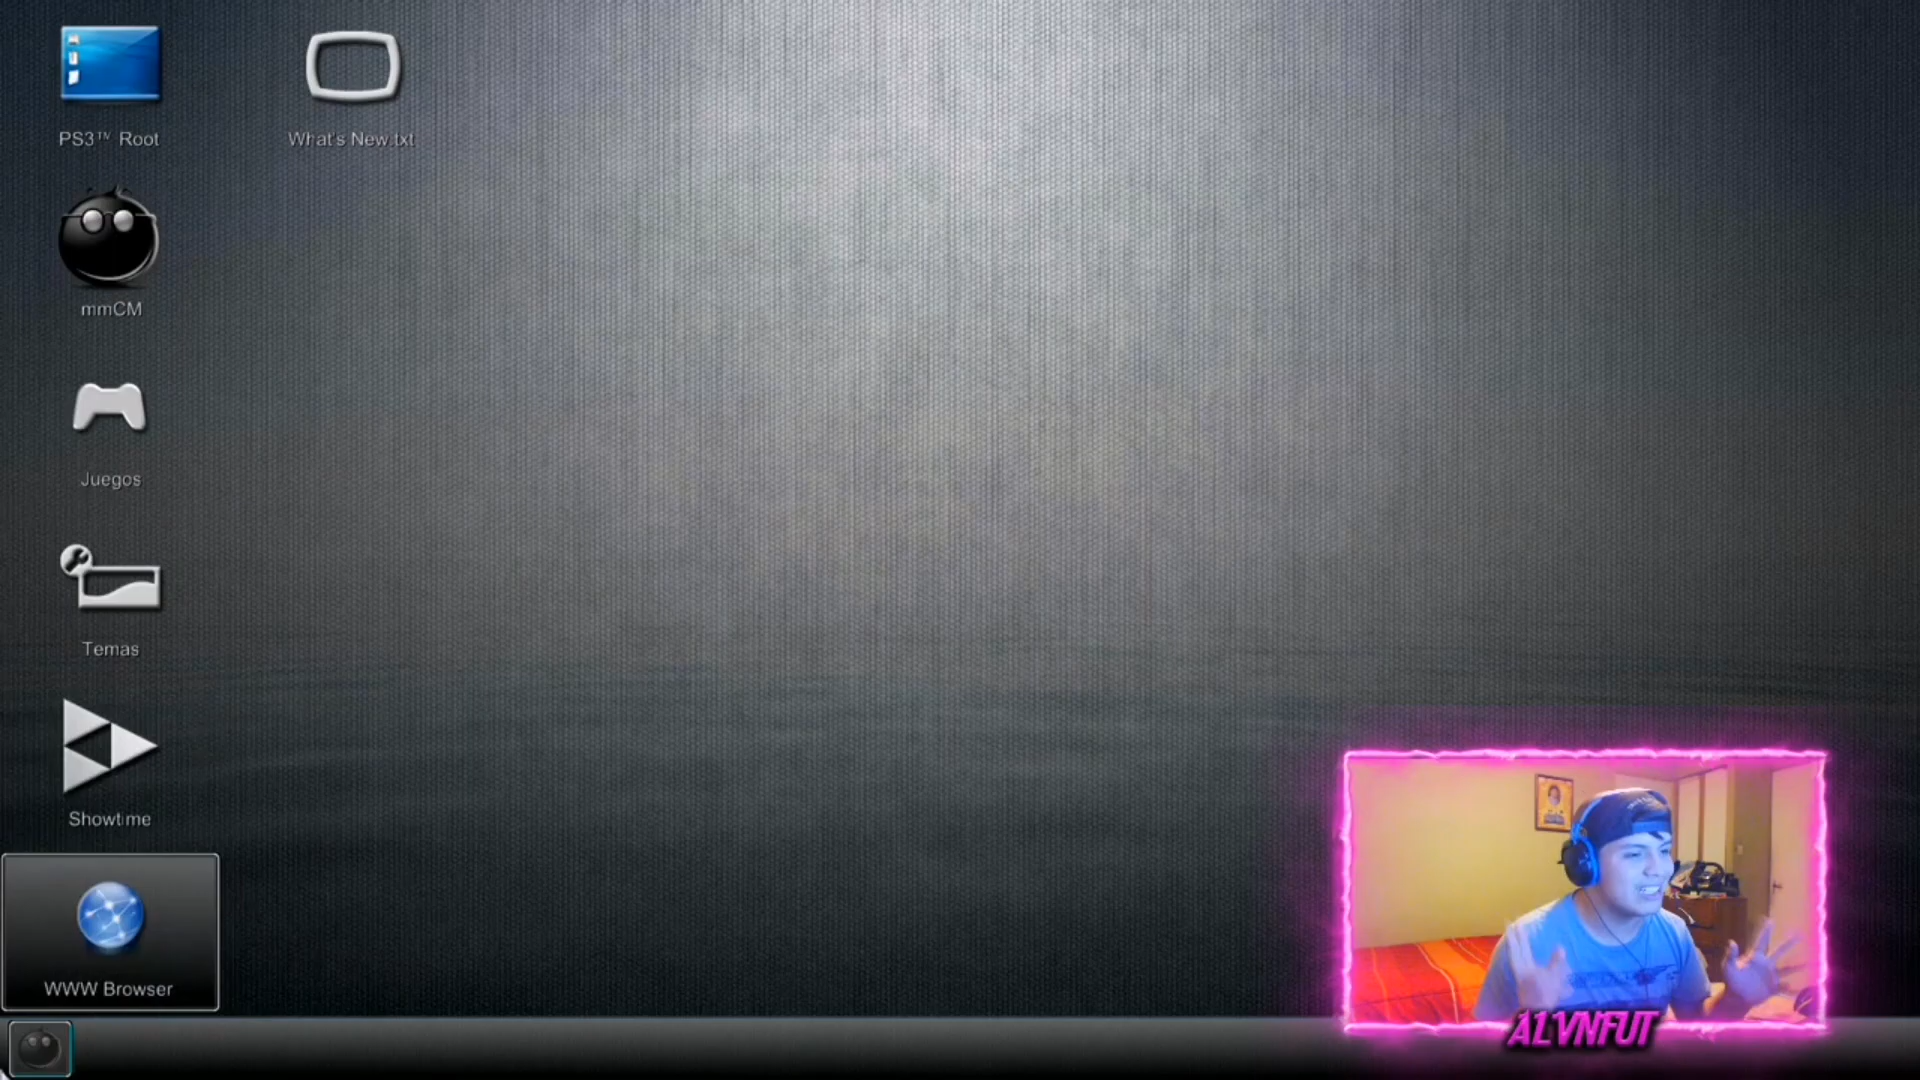 PS3™ Root
What's New.txt
mmCM
Juegos
Temas
Showtime
WWW Browser
ALVNFUT